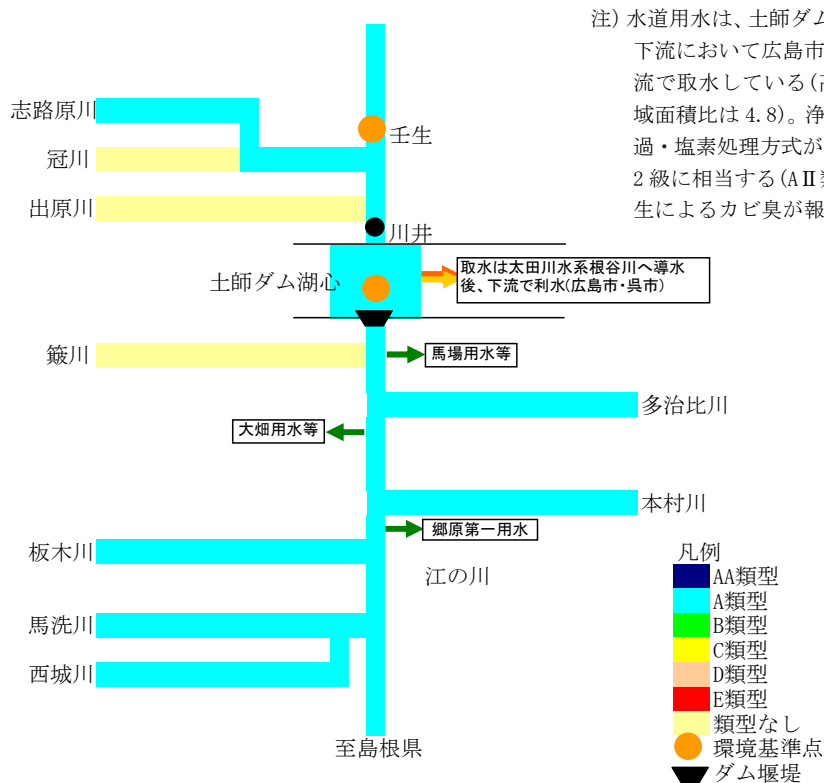 注) 水道用水は、土師ダム
下流において広島市
流で取水している(
域面積比は 4.8)。浄
過・塩素処理方式が
2 級に相当する(AⅡ
生によるカビ臭が報
志路原川
壬生
冠川
出原川
川井
土師ダム湖心
取水は太田川水系根谷川へ導水
後、下流で利水(広島市・呉市)
簸川
馬場用水等
多治比川
大畑用水等
本村川
郷原第一用水
板木川
江の川
馬洗川
西城川
至島根県
凡例
AA類型
A類型
B類型
C類型
D類型
E類型
類型なし
環境基準点
ダム堰堤